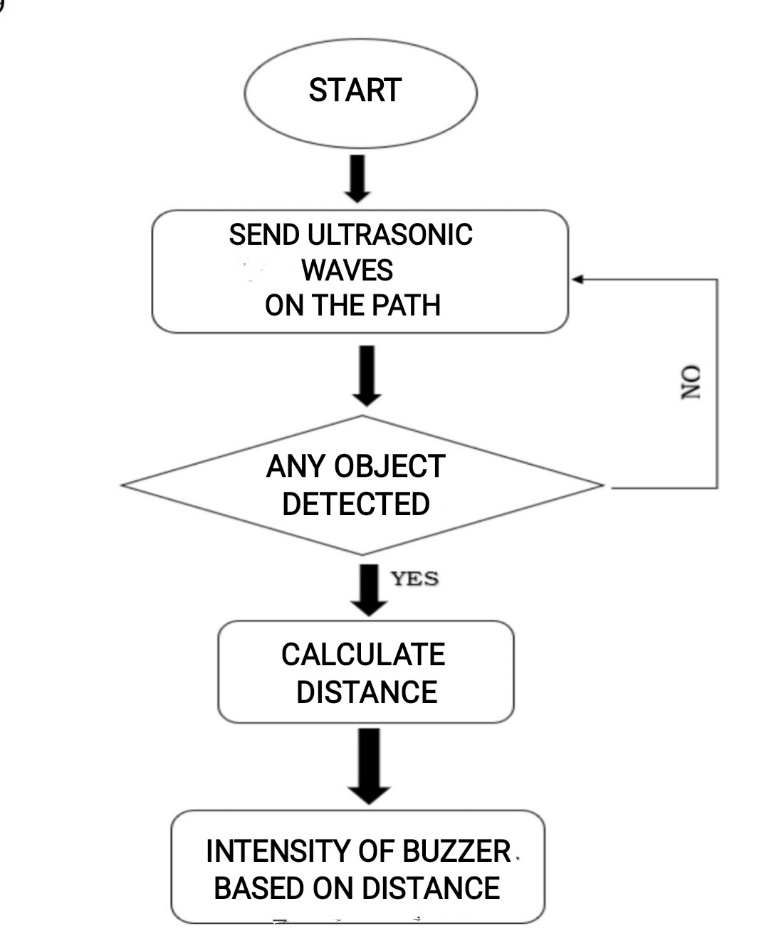 START
SEND ULTRASONIC
WAVES
ON THE PATH
NO
ANY OBJECT
DETECTED
YES
CALCULATE
DISTANCE
INTENSITY OF BUZZER
BASED ON DISTANCE